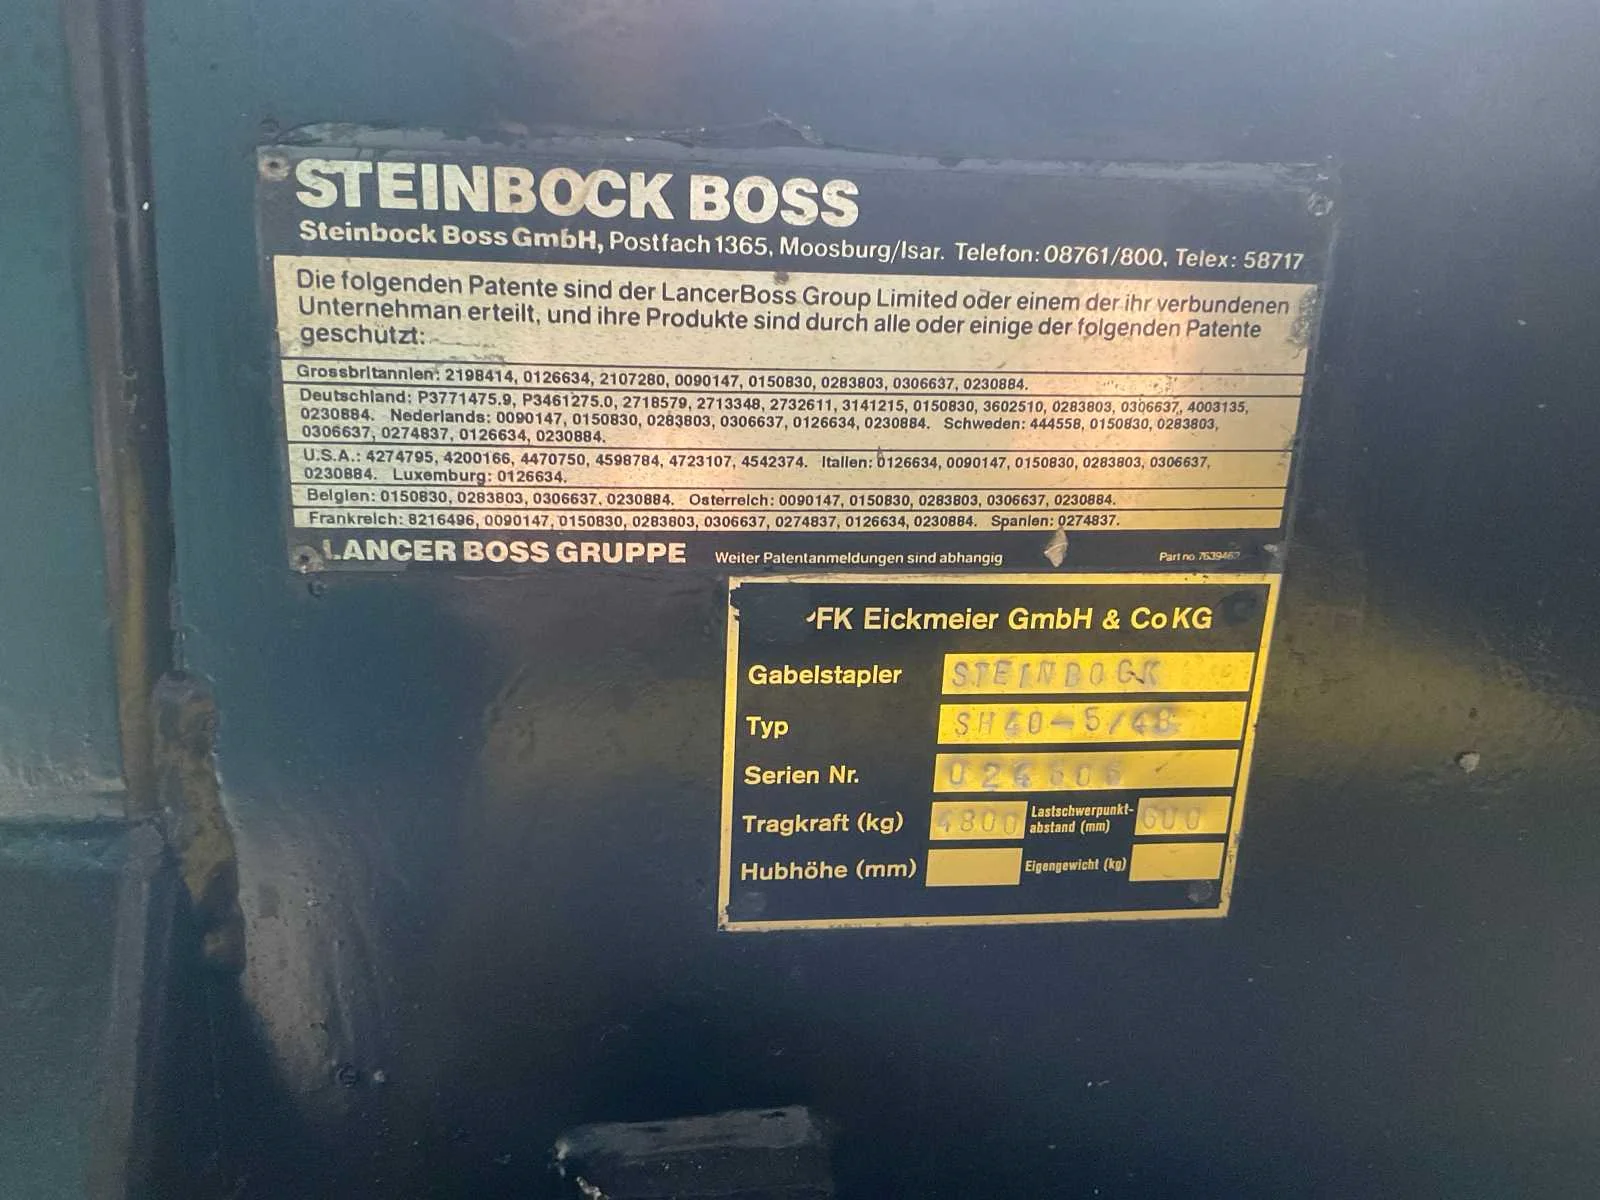 STEINBOCK BOSS
Steinbock Boss GmbH, Postfach 1365, Moosburg/Isar. Telefon: 08761/800, Telex: 58717
Die folgenden Patente sind der LancerBoss Group Limited oder einem der ihr verbundenen
Unternehman erteilt, und ihre Produkte sind durch alle oder einige der folgenden Patente
geschützt:
Grossbritannien: 2198414, 0126634, 2107280, 0090147, 0150830, 0283803, 0306637, 0230884.
Deutschland: P3771475.9, P3461275.0, 2718579, 2713348, 2732611, 3141215, 0150830, 3602510, 0283803, 0306637, 4003135,
0230884. Nederlands: 0090147, 0150830, 0283803, 0306637, 0126634, 0230884. Schweden: 444558, 0150830, 0283803,
0306637, 0274837, 0126634, 0230884.
U.S.A.: 4274795, 4200166, 4470750, 4598784, 4723107, 4542374. Italien: 0126634, 0090147, 0150830, 0283803, 0306637,
0230884. Luxemburg: 0126634.
Belgien: 0150830, 0283803, 0306637, 0230884. Osterreich: 0090147, 0150830, 0283803, 0306637, 0230884.
Frankreich: 8216496, 0090147, 0150830, 0283803, 0306637, 0274837, 0126634, 0230884. Spanien: 0274837.
LANCER BOSS GRUPPE Weiter Patentanmeldungen sind abhangig Part no.
FK Eickmeier GmbH & Co KG
Gabelstapler STEINBOCK
Typ SH40-5/48
Serien Nr.
Tragkraft (kg) 4800 Lastschwerpunkt-
abstand (mm) 600
Hubhöhe (mm) Eigengewicht (kg)